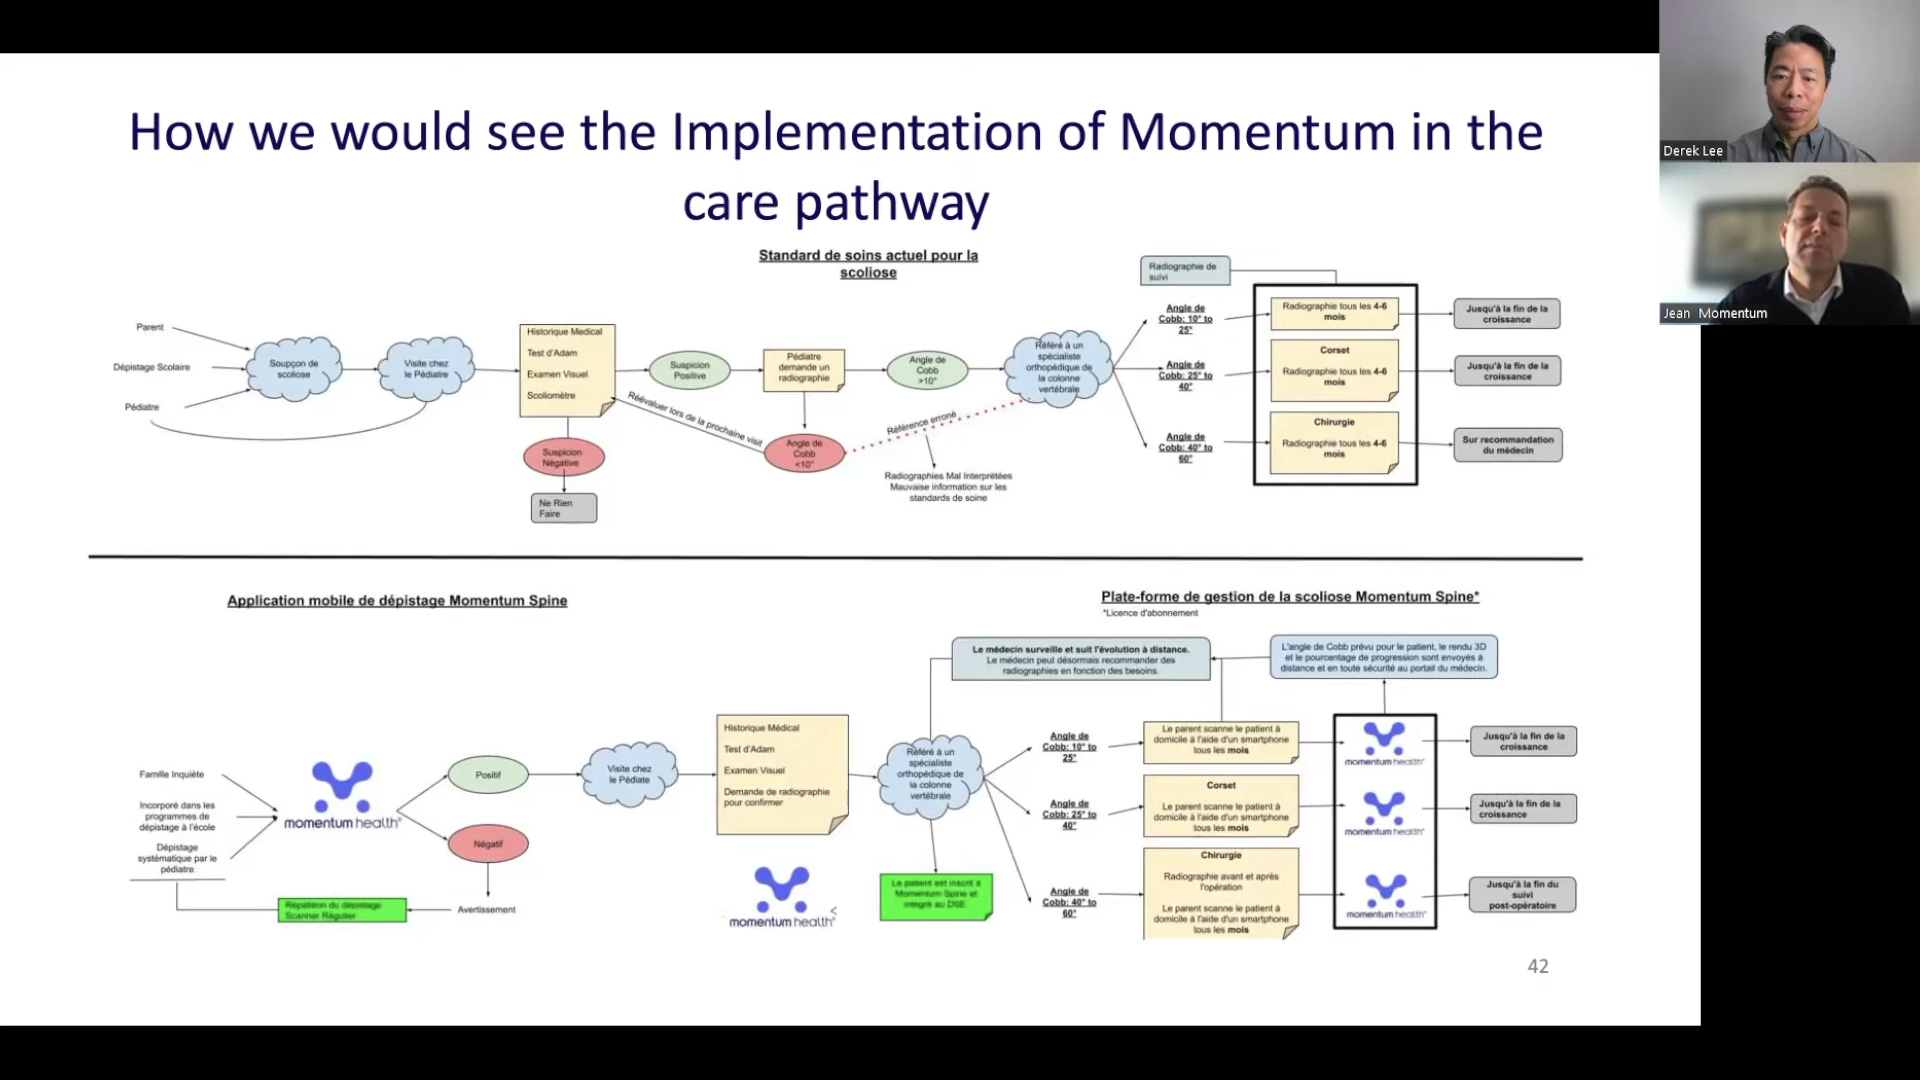 How we would see the Implementation of Momentum in the
care pathway
Derek Lee
Jean Momentum
Standard de soins actuel pour la
scoliose
Parent
Dépistage Scolaire
Pédiatre
Soupçon de
scoliose
Visite chez
le Pédiatre
Historique Medical
Test d'Adam
Examen Visuel
Scoliomètre
Suspicion
Négative
Ne Rien
Faire
Suspicion
Positive
Pédiatre
demande un
radiographie
Angle de
Cobb
>10°
Angle de
Cobb
<10°
Réévaluer lors de la prochaine visit
Référence erroné
Radiographies Mal Interprétées
Mauvaise information sur les
standards de soine
Référé à un
spécialiste
orthopédique de
la colonne
vertébrale
Radiographie de
suivi
Angle de
Cobb: 10° to
25°
Radiographie tous les 4-6
mois
Jusqu'à la fin de la
croissance
Angle de
Cobb: 25° to
40°
Corset
Radiographie tous les 4-6
mois
Jusqu'à la fin de la
croissance
Angle de
Cobb: 40° to
60°
Chirurgie
Radiographie tous les 4-6
mois
Sur recommandation
du médecin
Application mobile de dépistage Momentum Spine
Famille Inquiéte
Incorporé dans les
programmes de
dépistage à l'école
Dépistage
systématique par le
pédiatre
momentum health°
Positif
Négatif
Avertissement
Répétition du dépistage
Scanner Régulier
Visite chez
le Pédiate
Historique Médical
Test d'Adam
Examen Visuel
Demande de radiographie
pour confirmer
momentum health°
<
Plate-forme de gestion de la scoliose Momentum Spine*
*Licence d'abonnement
Le médecin surveille et suit l'évolution à distance.
Le médecin peut désormais recommander des
radiographies en fonction des besoins.
L'angle de Cobb prévu pour le patient, le rendu 3D
et le pourcentage de progression sont envoyés à
distance et en toute sécurité au portail du médecin.
Référé à un
spécialiste
orthopédique de
la colonne
vertébrale
Le patient est inscrit à
Momentum Spine et
intégré au DSE.
Angle de
Cobb: 10° to
25°
Le parent scanne le patient à
domicile à l'aide d'un smartphone
tous les mois
momentum health°
Jusqu'à la fin de la
croissance
Angle de
Cobb: 25° to
40°
Corset
Le parent scanne le patient à
domicile à l'aide d'un smartphone
tous les mois
momentum health°
Jusqu'à la fin de la
croissance
Angle de
Cobb: 40° to
60°
Chirurgie
Radiographie avant et après
l'opération
Le parent scanne le patient à
domicile à l'aide d'un smartphone
tous les mois
momentum health°
Jusqu'à la fin du
suivi
post-opératoire
42